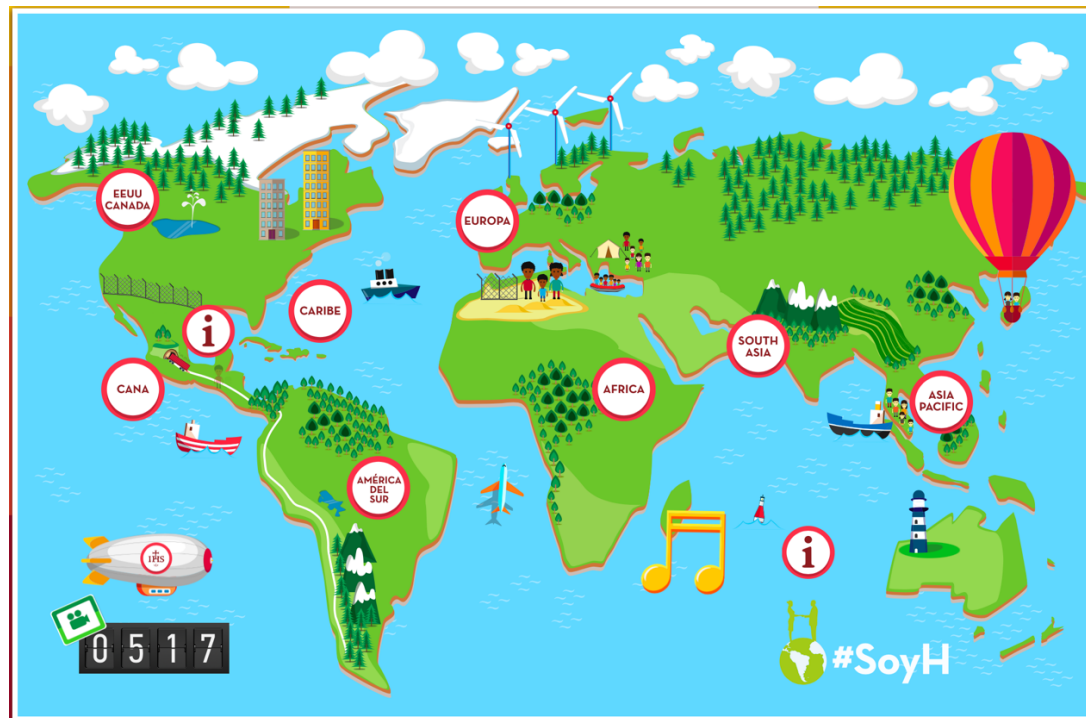 EEUU
CANADA
EUROPA
CARIBE
i
SOUTH
ASIA
CANA
AFRICA
ASIA
PACIFIC
AMÉRICA
DEL
SUR
IHS
i
0517
#SoyH